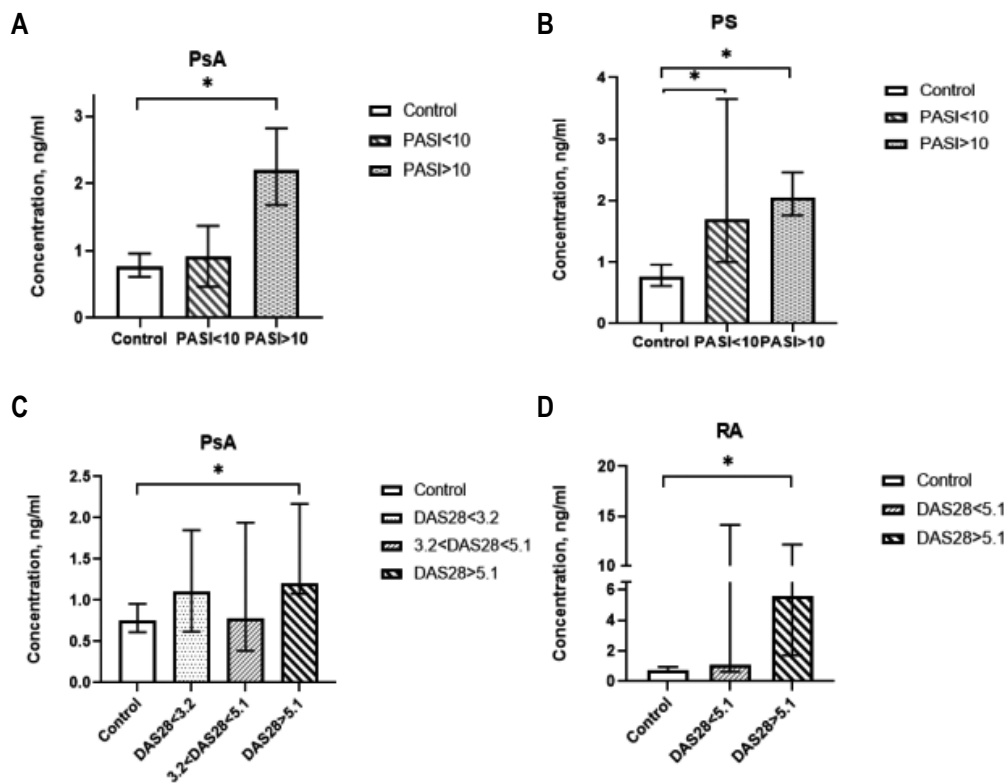 A
PsA
*
Concentration, ng/ml
3
2
1
0
Control
PASI<10
PASI>10
Control
PASI<10
PASI>10
B
PS
*
*
Concentration, ng/ml
4
3
2
1
0
Control
PASI<10
PASI>10
Control
PASI<10
PASI>10
C
PsA
*
Concentration, ng/ml
2.5
2.0
1.5
1.0
0.5
0.0
Control
DAS28<3.2
3.2<DAS28<5.1
DAS28>5.1
Control
DAS28<3.2
3.2<DAS28<5.1
DAS28>5.1
D
RA
*
Concentration, ng/ml
20
15
10
6
4
2
0
Control
DAS28<5.1
DAS28>5.1
Control
DAS28<5.1
DAS28>5.1